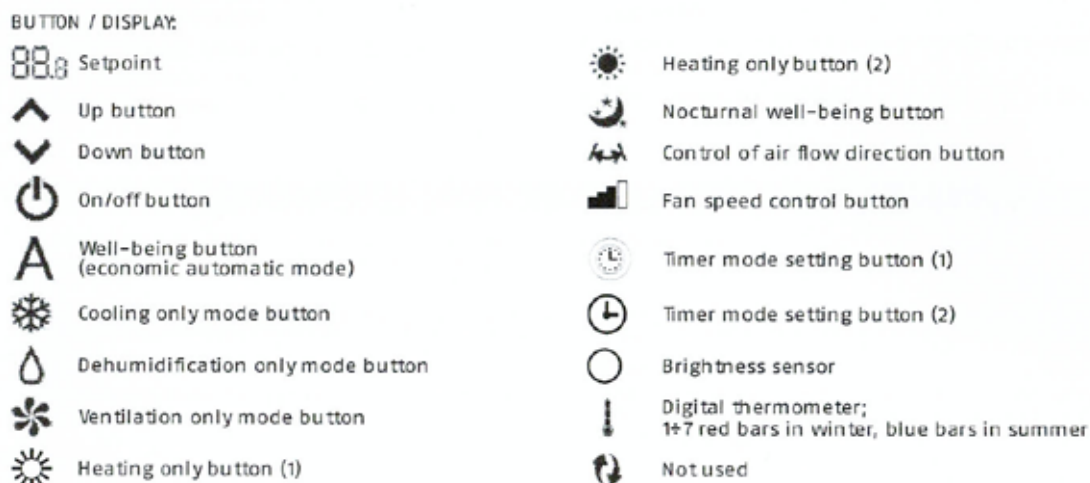 BUTTON / DISPLAY:
88.8 Setpoint
Up button
Down button
On/off button
A Well-being button
(economic automatic mode)
Cooling only mode button
Dehumidification only mode button
Ventilation only mode button
Heating only button (1)
Heating only button (2)
Nocturnal well-being button
Control of air flow direction button
Fan speed control button
Timer mode setting button (1)
Timer mode setting button (2)
Brightness sensor
Digital thermometer;
1÷7 red bars in winter, blue bars in summer
Not used